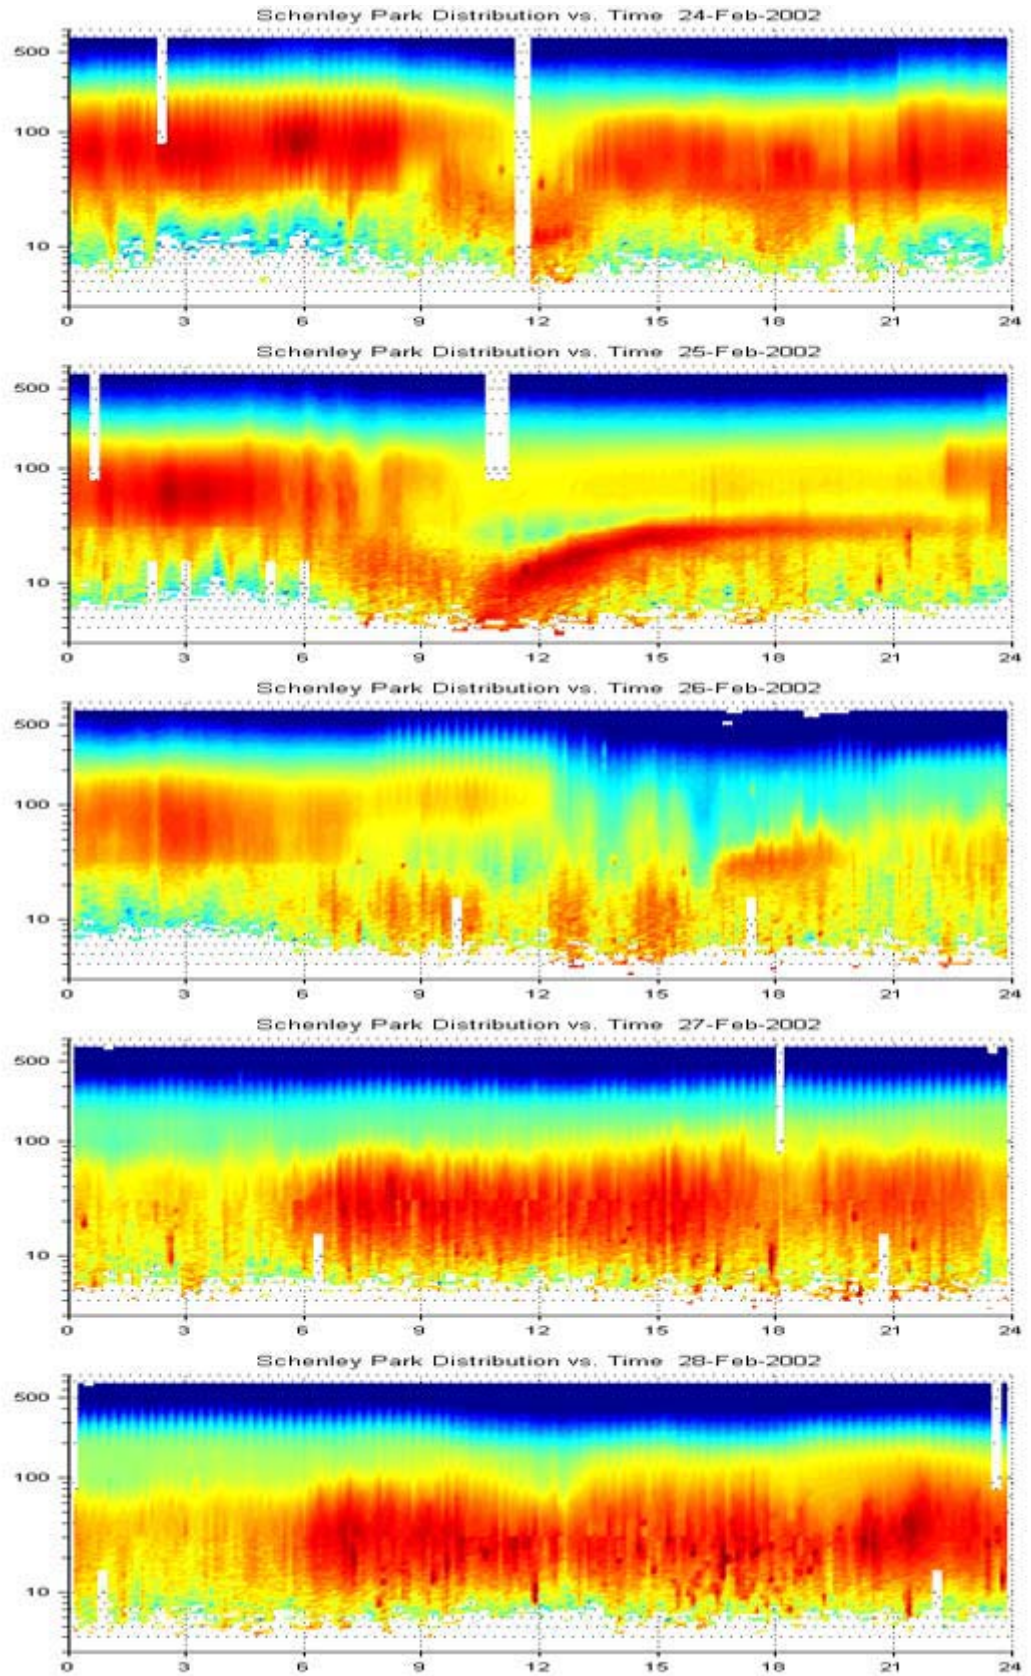 Schenley Park Distribution vs. Time 24-Feb-2002
500
100
10
0 3 6 9 12 15 18 21 24
Schenley Park Distribution vs. Time 25-Feb-2002
500
100
10
0 3 6 9 12 15 18 21 24
Schenley Park Distribution vs. Time 26-Feb-2002
500
100
10
0 3 6 9 12 15 18 21 24
Schenley Park Distribution vs. Time 27-Feb-2002
500
100
10
0 3 6 9 12 15 18 21 24
Schenley Park Distribution vs. Time 28-Feb-2002
500
100
10
0 3 6 9 12 15 18 21 24